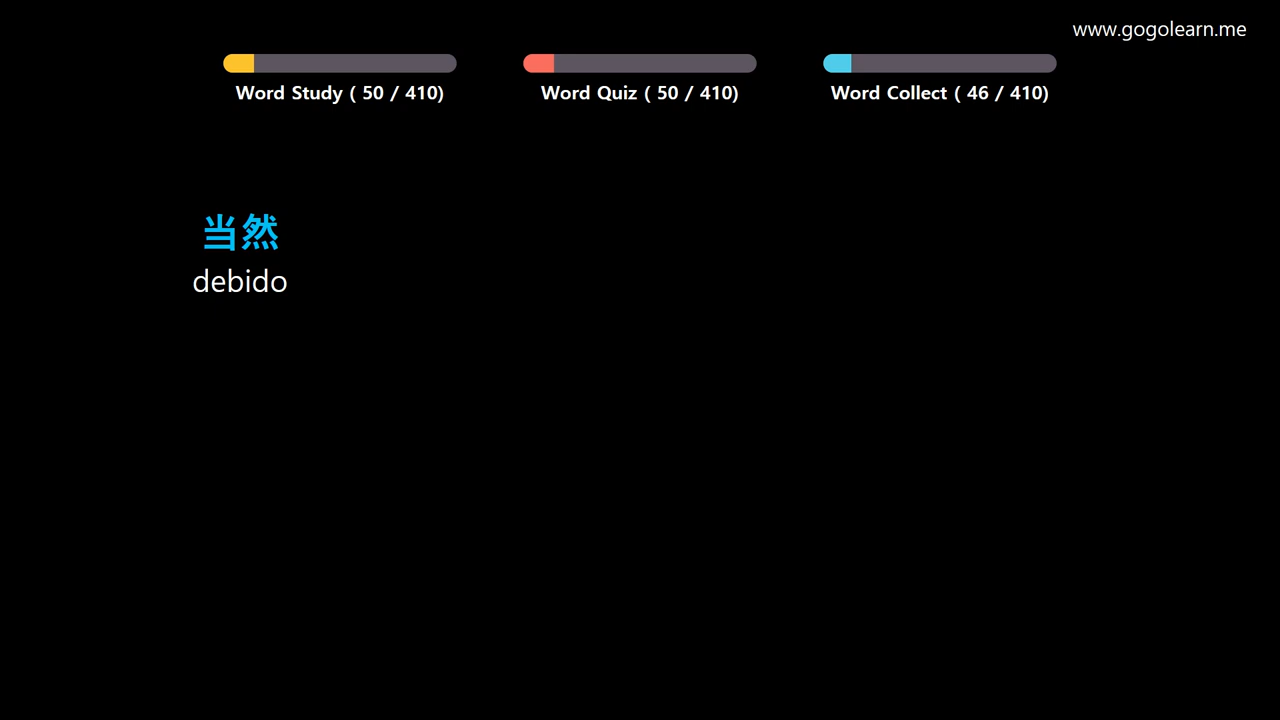 www.gogolearn.me
Word Study ( 50 / 410)
Word Quiz ( 50 / 410)
Word Collect ( 46 / 410)
当然
debido